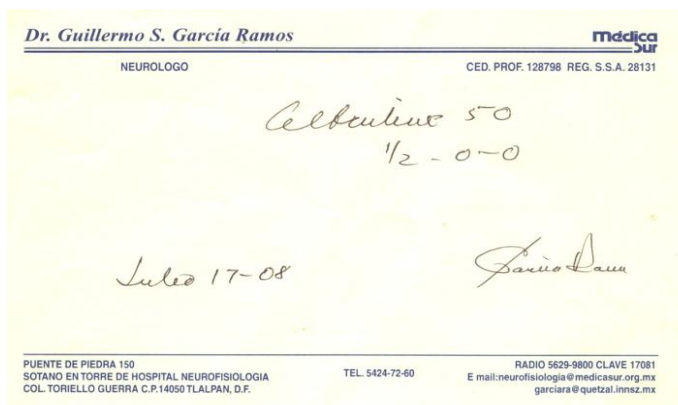 Dr. Guillermo S. García Ramos
Médica Sur
NEUROLOGO
CED. PROF. 128798 REG. S.S.A. 28131
50
1/2 - 0-0
Julio 17-08
PUENTE DE PIEDRA 150
SOTANO EN TORRE DE HOSPITAL NEUROFISIOLOGIA
COL. TORIELLO GUERRA C.P.14050 TLALPAN, D.F.
TEL. 5424-72-60
RADIO 5629-9800 CLAVE 17081
E mail:neurofisiologia@medicasur.org.mx
garciara@quetzal.innsz.mx